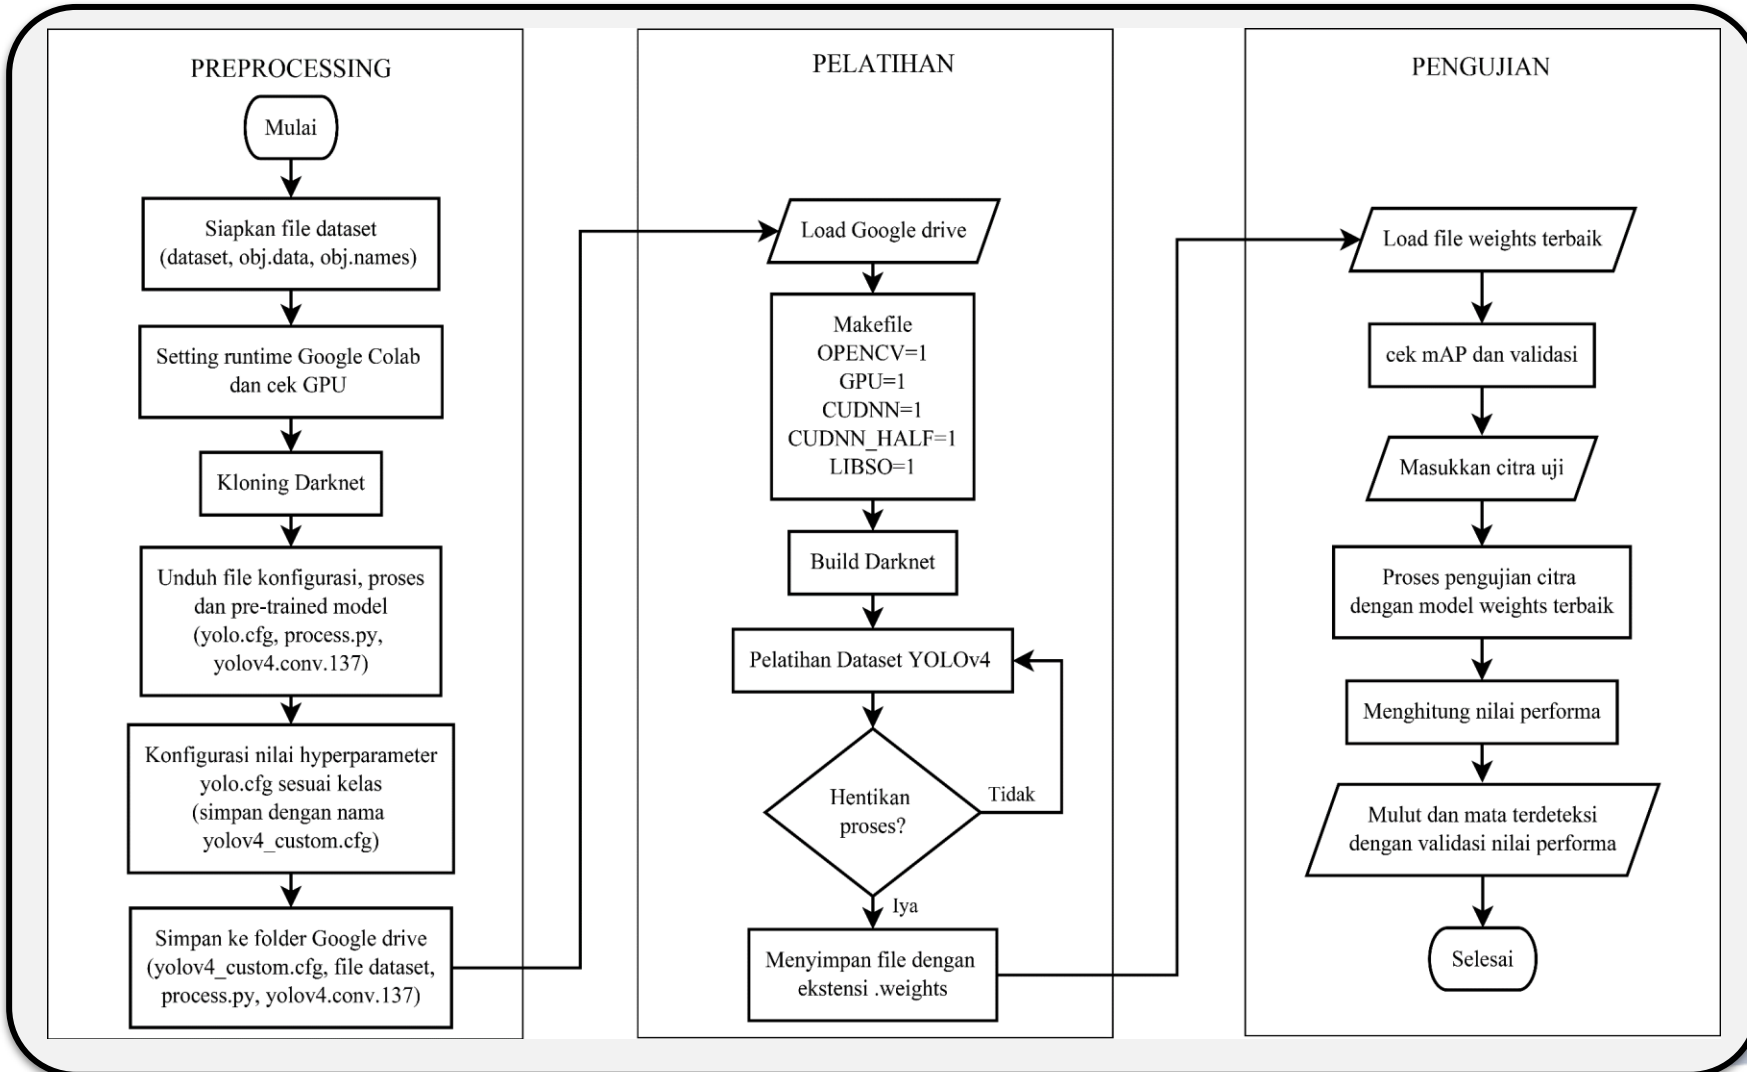 PREPROCESSING
Mulai
Siapkan file dataset
(dataset, obj.data, obj.names)
Setting runtime Google Colab
dan cek GPU
Kloning Darknet
Unduh file konfigurasi, proses
dan pre-trained model
(yolo.cfg, process.py,
yolov4.conv.137)
Konfigurasi nilai hyperparameter
yolo.cfg sesuai kelas
(simpan dengan nama
yolov4_custom.cfg)
Simpan ke folder Google drive
(yolov4_custom.cfg, file dataset,
process.py, yolov4.conv.137)
PELATIHAN
Load Google drive
Makefile
OPENCV=1
GPU=1
CUDNN=1
CUDNN_HALF=1
LIBSO=1
Build Darknet
Pelatihan Dataset YOLOv4
Hentikan
proses?
Tidak
Iya
Menyimpan file dengan
ekstensi .weights
PENGUJIAN
Load file weights terbaik
cek mAP dan validasi
Masukkan citra uji
Proses pengujian citra
dengan model weights terbaik
Menghitung nilai performa
Mulut dan mata terdeteksi
dengan validasi nilai performa
Selesai